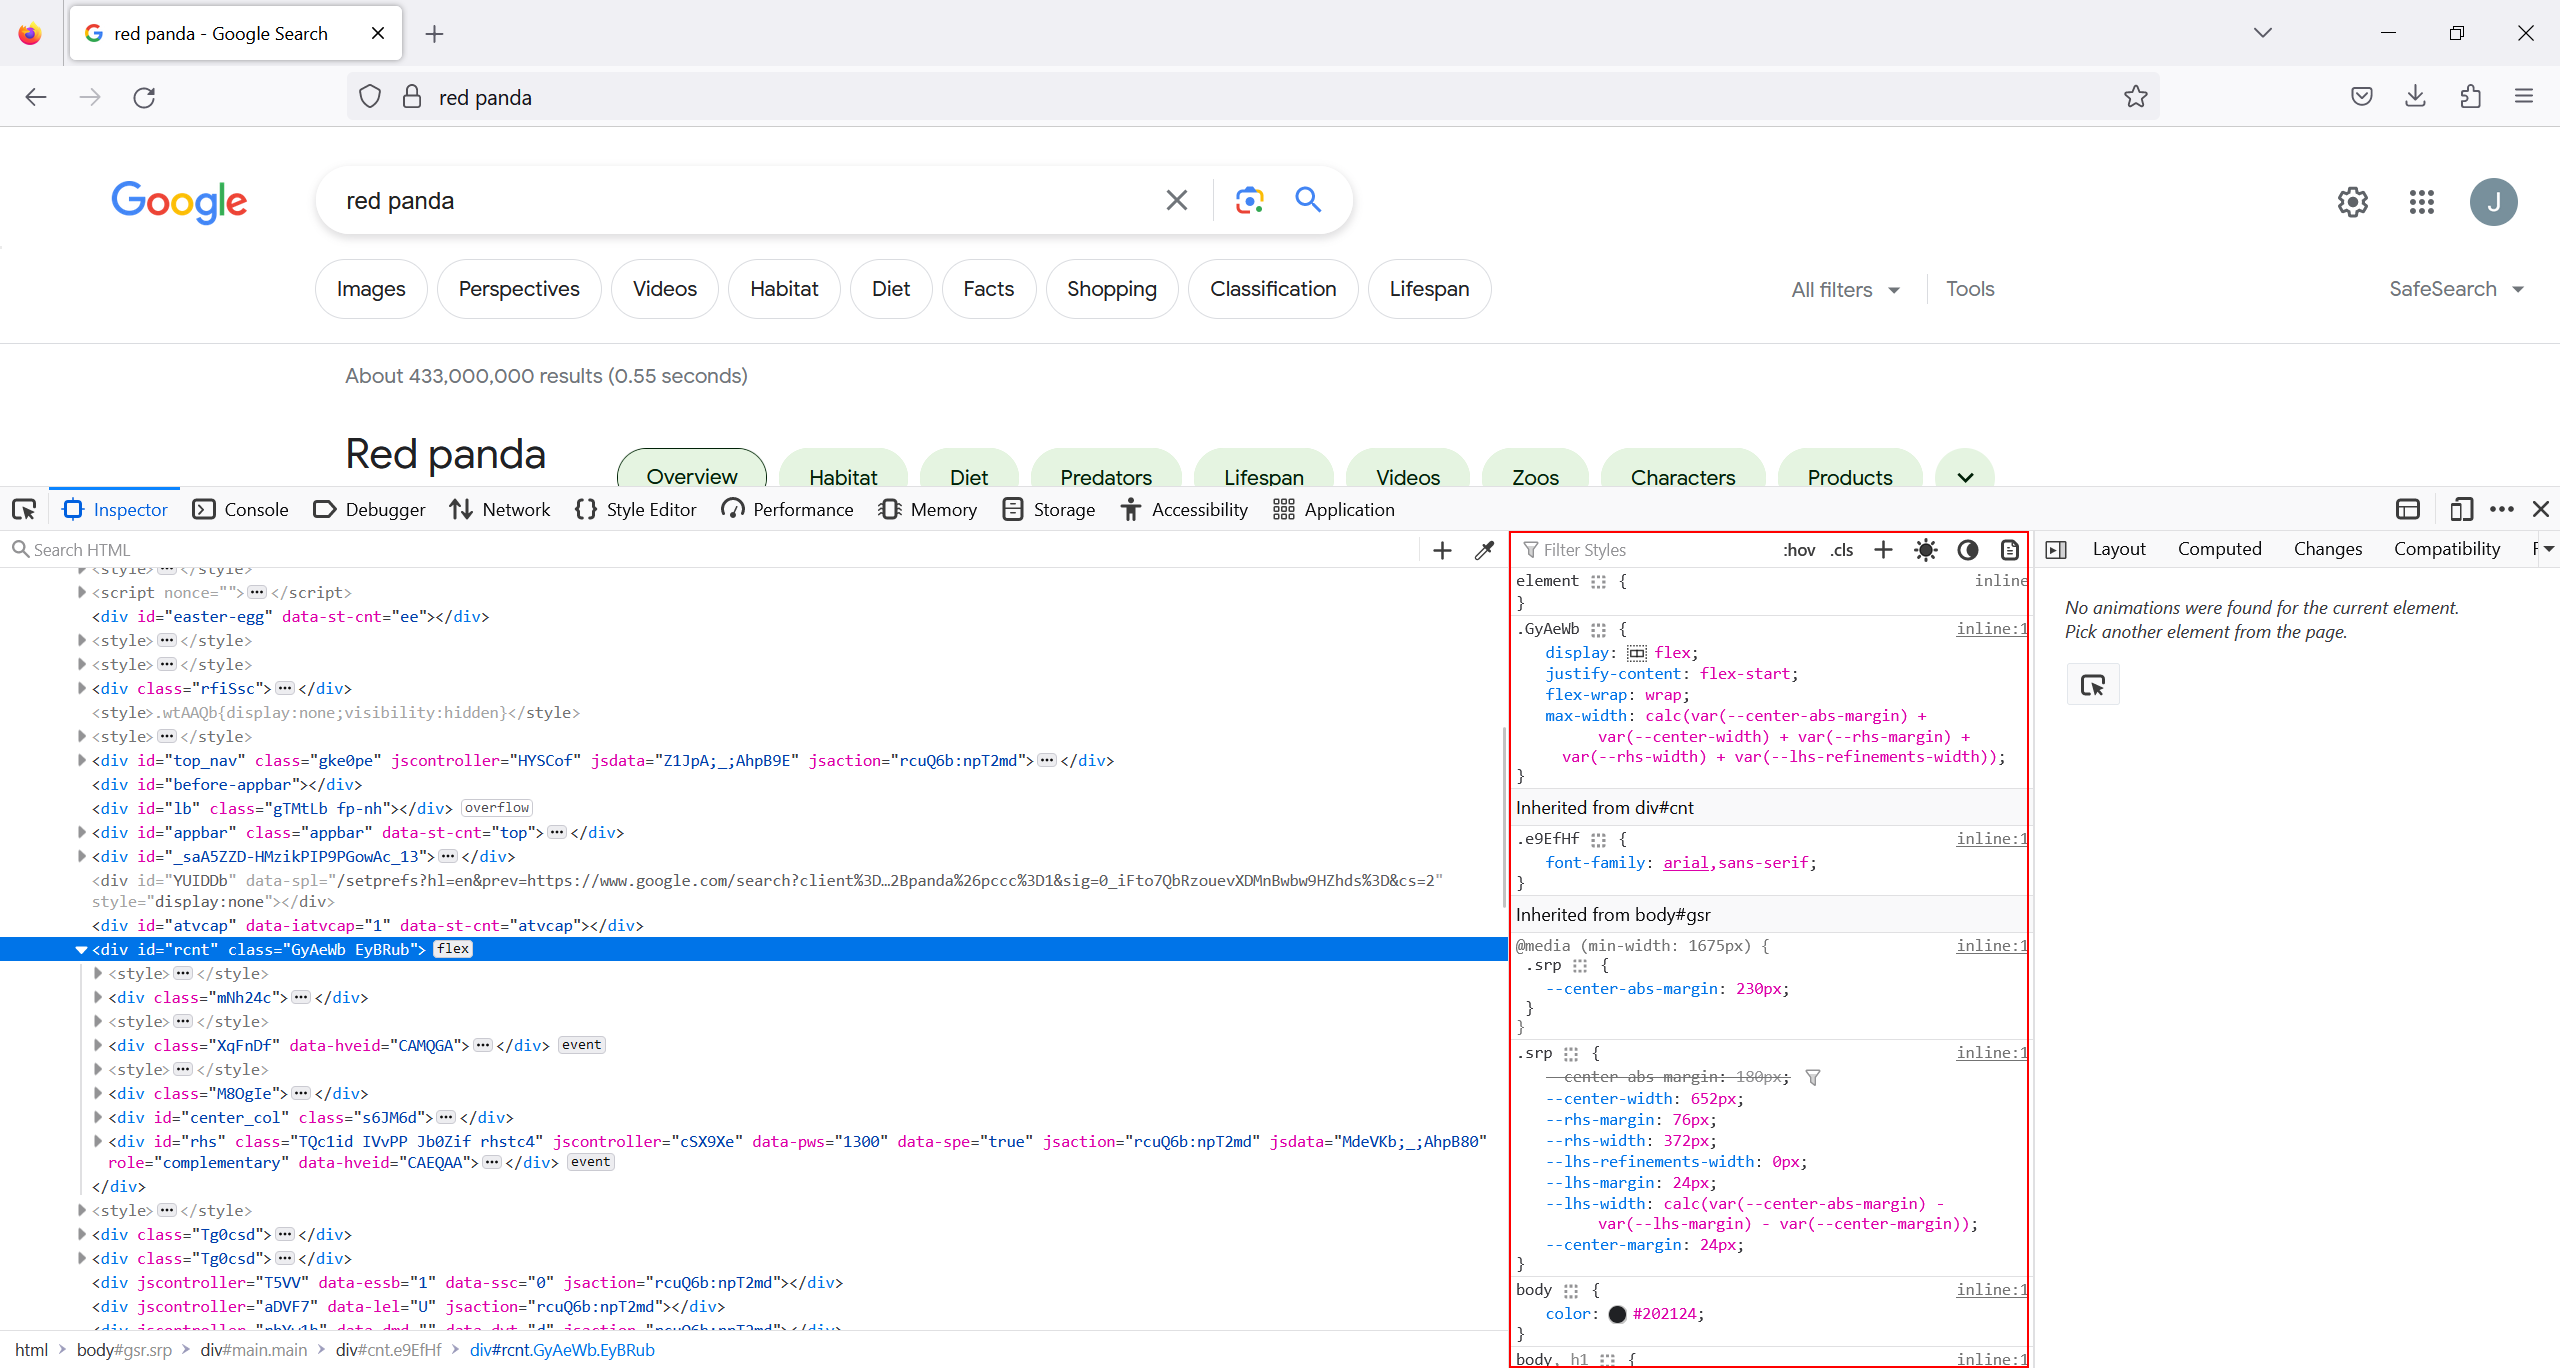 red panda - Google Search
red panda
Google
red panda
J
Images
Perspectives
Videos
Habitat
Diet
Facts
Shopping
Classification
Lifespan
All filters
Tools
SafeSearch
About 433,000,000 results (0.55 seconds)
Red panda
Overview
Habitat
Diet
Predators
Lifespan
Videos
Zoos
Characters
Products
Inspector
Console
Debugger
Network
Style Editor
Performance
Memory
Storage
Accessibility
Application
Search HTML
<style>···</style>
<script nonce="">···</script>
<div id="easter-egg" data-st-cnt="ee"></div>
<style>···</style>
<style>···</style>
<div class="rfiSsc">···</div>
<style>.wtAAQb{display:none;visibility:hidden}</style>
<style>···</style>
<div id="top_nav" class="gke0pe" jscontroller="HYSCof" jsdata="Z1JpA;_;AhpB9E" jsaction="rcuQ6b:npT2md">···</div>
<div id="before-appbar"></div>
<div id="lb" class="gTMtLb fp-nh"></div> overflow
<div id="appbar" class="appbar" data-st-cnt="top">···</div>
<div id="_saA5ZZD-HMzikPIP9PGowAc_13">···</div>
<div id="YUIDDb" data-spl="/setprefs?hl=en&prev=https://www.google.com/search?client%3D…2Bpanda%26pccc%3D1&sig=0_iFto7QbRzouevXDMnBwbw9HZhds%3D&cs=2"
style="display:none"></div>
<div id="atvcap" data-iatvcap="1" data-st-cnt="atvcap"></div>
<div id="rcnt" class="GyAeWb EyBRub"> flex
<style>···</style>
<div class="mNh24c">···</div>
<style>···</style>
<div class="XqFnDf" data-hveid="CAMQGA">···</div> event
<style>···</style>
<div class="M8OgIe">···</div>
<div id="center_col" class="s6JM6d">···</div>
<div id="rhs" class="TQc1id IVvPP Jb0Zif rhstc4" jscontroller="cSX9Xe" data-pws="1300" data-spe="true" jsaction="rcuQ6b:npT2md" jsdata="MdeVKb;_;AhpB80"
role="complementary" data-hveid="CAEQAA">···</div> event
</div>
<style>···</style>
<div class="Tg0csd">···</div>
<div class="Tg0csd">···</div>
<div jscontroller="T5VV" data-essb="1" data-ssc="0" jsaction="rcuQ6b:npT2md"></div>
<div jscontroller="aDVF7" data-lel="U" jsaction="rcuQ6b:npT2md"></div>
html
body#gsr.srp
div#main.main
div#cnt.e9EfHf
div#rcnt.GyAeWb.EyBRub
Filter Styles
:hov
.cls
element {
inline
}
.GyAeWb {
inline:1
display: flex;
justify-content: flex-start;
flex-wrap: wrap;
max-width: calc(var(--center-abs-margin) +
var(--center-width) + var(--rhs-margin) +
var(--rhs-width) + var(--lhs-refinements-width));
}
Inherited from div#cnt
.e9EfHf {
inline:1
font-family: arial,sans-serif;
}
Inherited from body#gsr
@media (min-width: 1675px) {
inline:1
.srp {
--center-abs-margin: 230px;
}
}
.srp {
inline:1
--center-abs-margin: 180px;
--center-width: 652px;
--rhs-margin: 76px;
--rhs-width: 372px;
--lhs-refinements-width: 0px;
--lhs-margin: 24px;
--lhs-width: calc(var(--center-abs-margin) -
var(--lhs-margin) - var(--center-margin));
--center-margin: 24px;
}
body {
inline:1
color: #202124;
}
body, h1 {
inline:1
Layout
Computed
Changes
Compatibility
No animations were found for the current element.
Pick another element from the page.